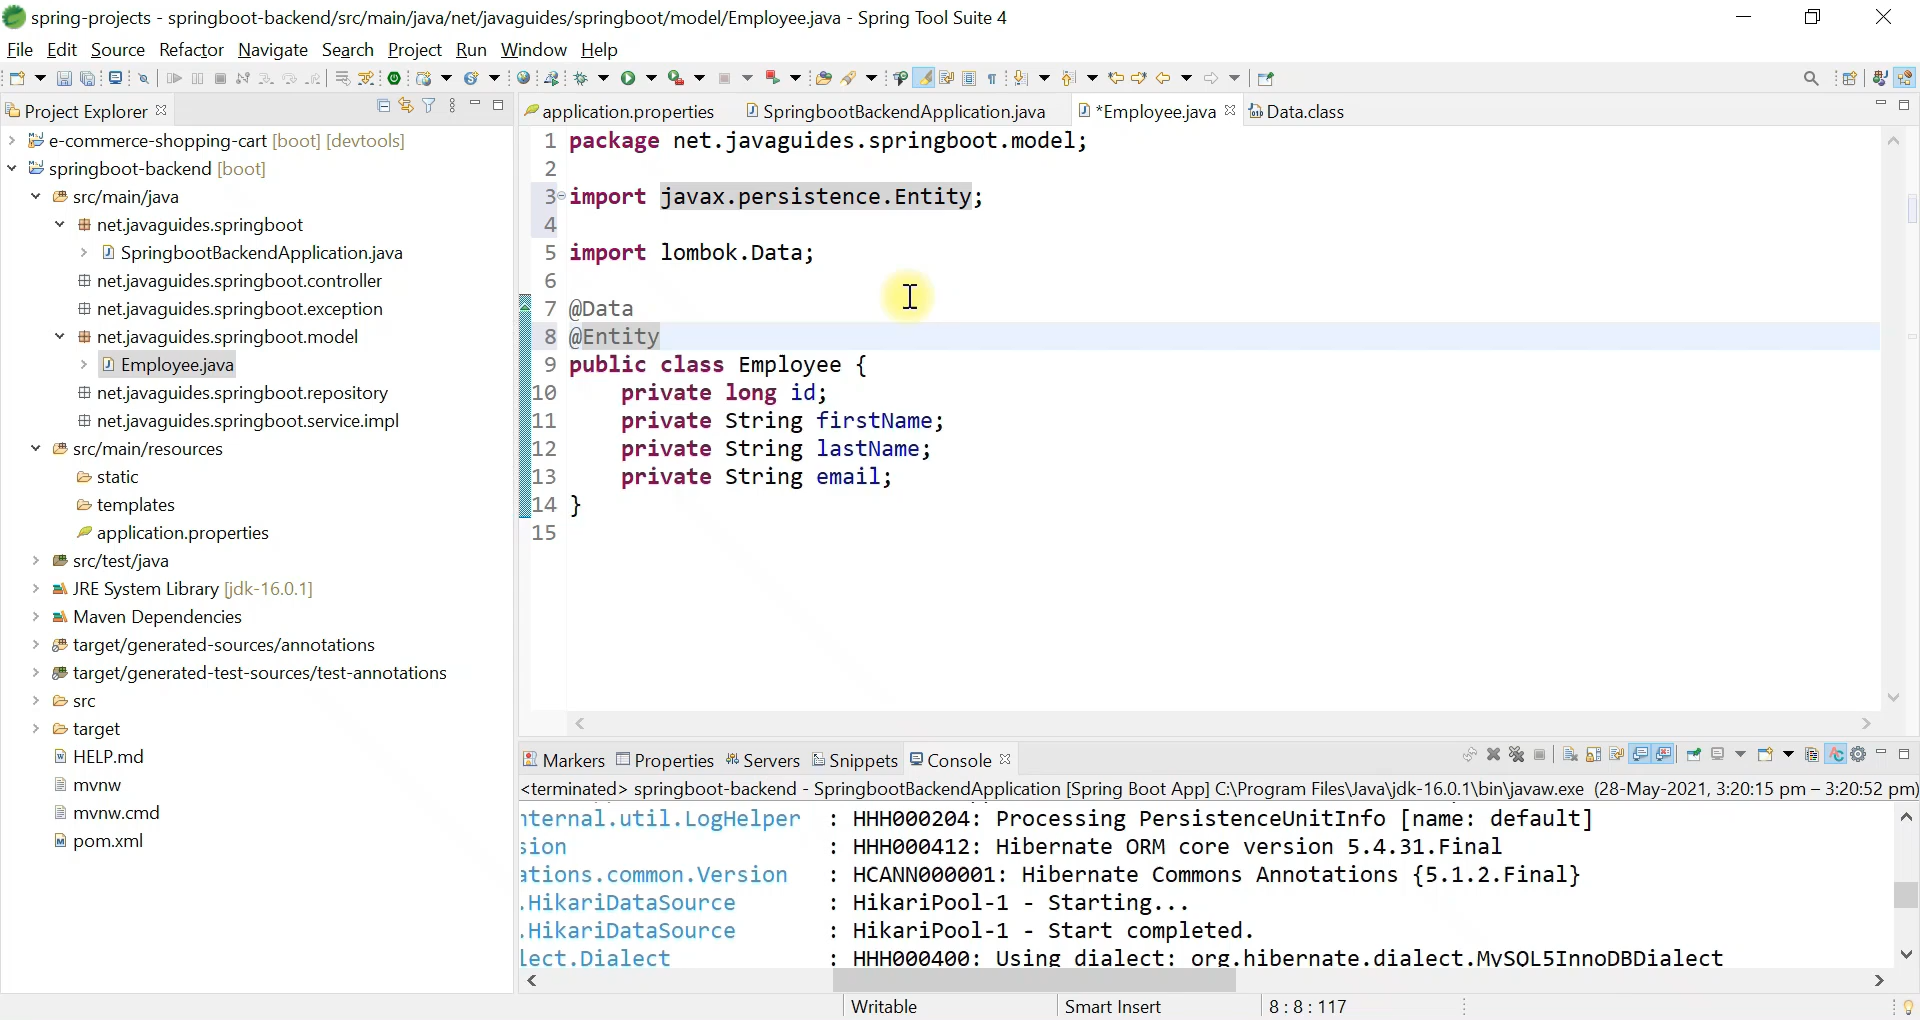 spring-projects - springboot-backend/src/main/java/net/javaguides/springboot/model/Employee.java - Spring Tool Suite 4
File Edit Source Refactor Navigate Search Project Run Window Help
Project Explorer
e-commerce-shopping-cart [boot] [devtools]
springboot-backend [boot]
src/main/java
net.javaguides.springboot
SpringbootBackendApplication.java
net.javaguides.springboot.controller
net.javaguides.springboot.exception
net.javaguides.springboot.model
Employee.java
net.javaguides.springboot.repository
net.javaguides.springboot.service.impl
src/main/resources
static
templates
application.properties
src/test/java
JRE System Library [jdk-16.0.1]
Maven Dependencies
target/generated-sources/annotations
target/generated-test-sources/test-annotations
src
target
HELP.md
mvnw
mvnw.cmd
pom.xml
application.properties SpringbootBackendApplication.java *Employee.java Data.class
1 package net.javaguides.springboot.model;
2
3 import javax.persistence.Entity;
4
5 import lombok.Data;
6
7 @Data
8 @Entity
9 public class Employee {
10 private long id;
11 private String firstName;
12 private String lastName;
13 private String email;
14 }
15
Markers Properties Servers Snippets Console
<terminated> springboot-backend - SpringbootBackendApplication [Spring Boot App] C:\Program Files\Java\jdk-16.0.1\bin\javaw.exe (28-May-2021, 3:20:15 pm – 3:20:52 pm)
nternal.util.LogHelper : HHH000204: Processing PersistenceUnitInfo [name: default]
sion : HHH000412: Hibernate ORM core version 5.4.31.Final
ations.common.Version : HCANN000001: Hibernate Commons Annotations {5.1.2.Final}
.HikariDataSource : HikariPool-1 - Starting...
.HikariDataSource : HikariPool-1 - Start completed.
lect.Dialect : HHH000400: Using dialect: org.hibernate.dialect.MySQL5InnoDBDialect
Writable Smart Insert 8 : 8 : 117